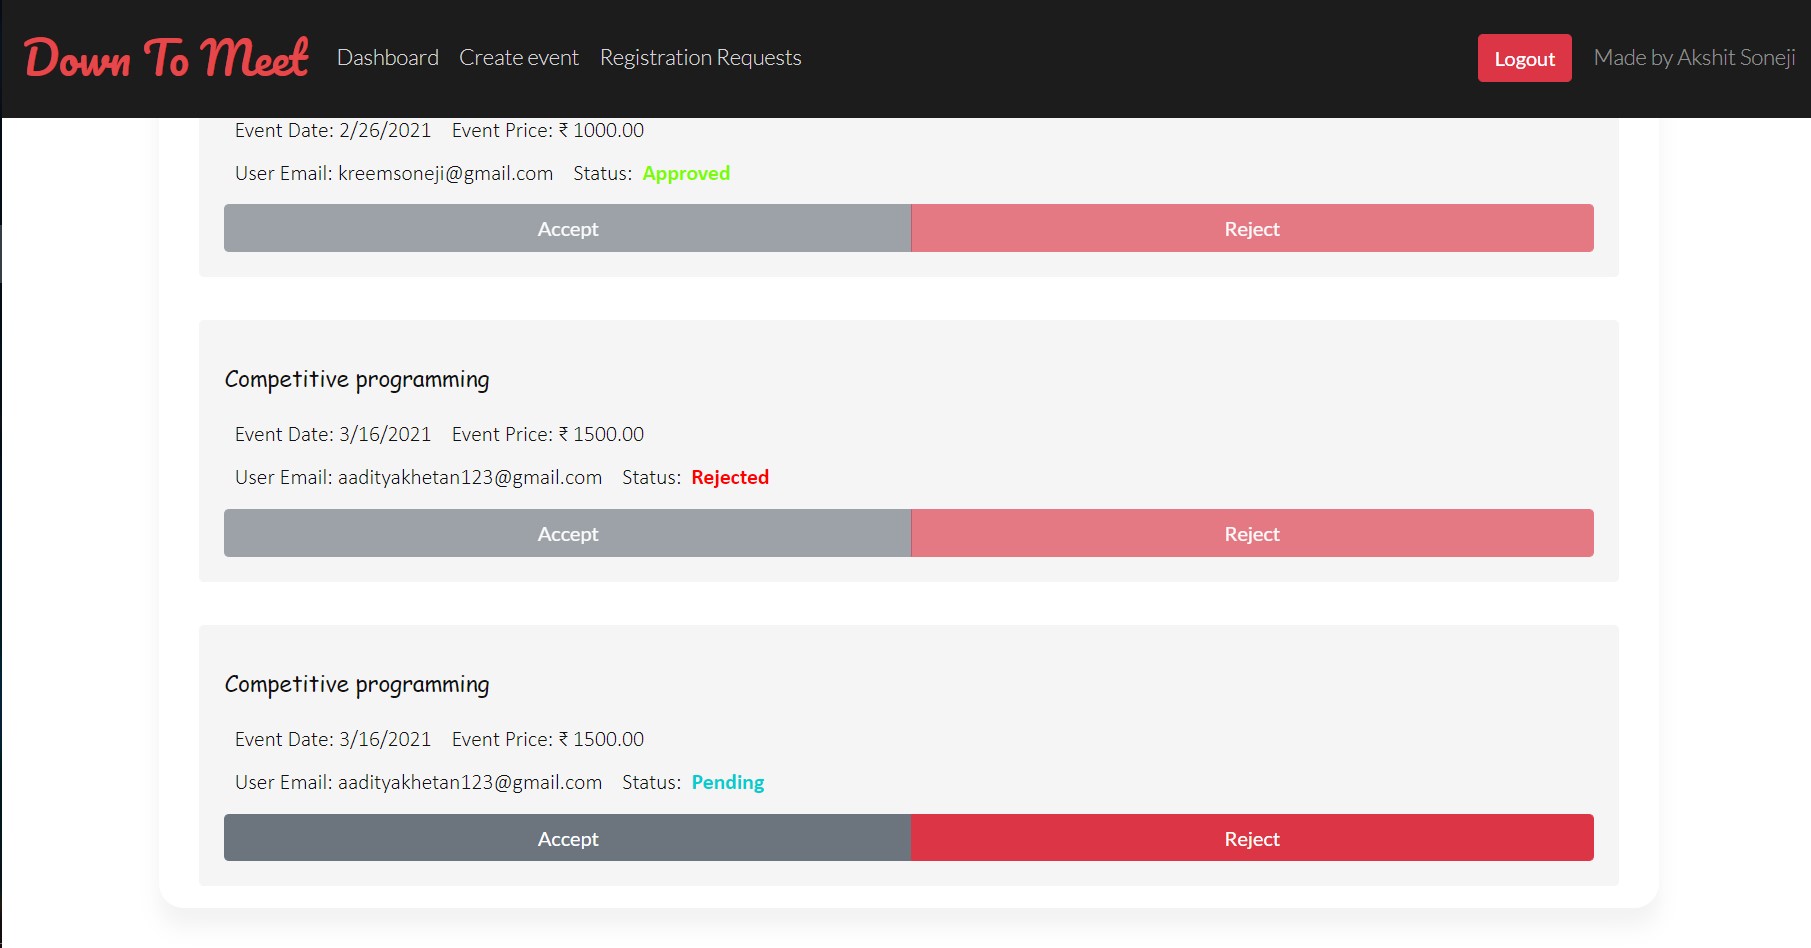 Down To Meet Dashboard Create event Registration Requests Logout Made by Akshit Soneji
Event Date: 2/26/2021 Event Price: ₹ 1000.00
User Email: kreemsoneji@gmail.com Status: Approved
Accept Reject
Competitive programming
Event Date: 3/16/2021 Event Price: ₹ 1500.00
User Email: aadityakhetan123@gmail.com Status: Rejected
Accept Reject
Competitive programming
Event Date: 3/16/2021 Event Price: ₹ 1500.00
User Email: aadityakhetan123@gmail.com Status: Pending
Accept Reject